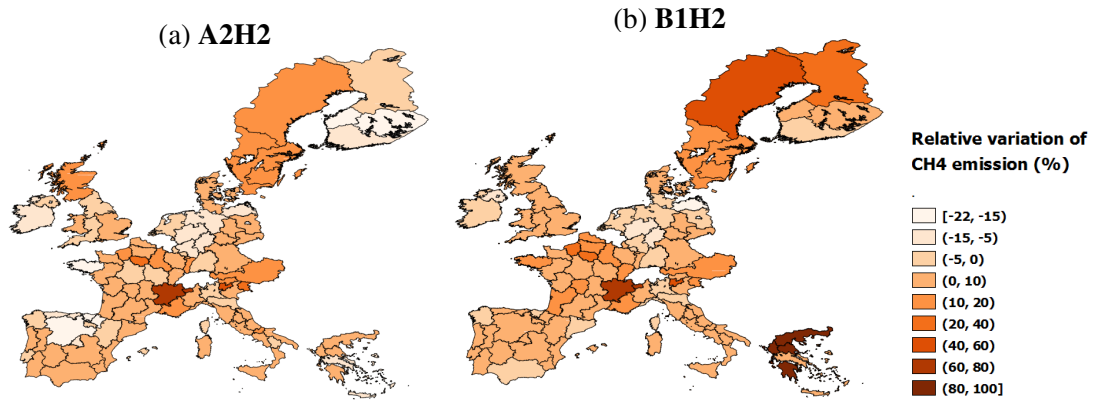 (a) A2H2
(b) B1H2
Relative variation of
CH4 emission (%)
.
[-22, -15)
(-15, -5)
(-5, 0)
(0, 10)
(10, 20)
(20, 40)
(40, 60)
(60, 80)
(80, 100]